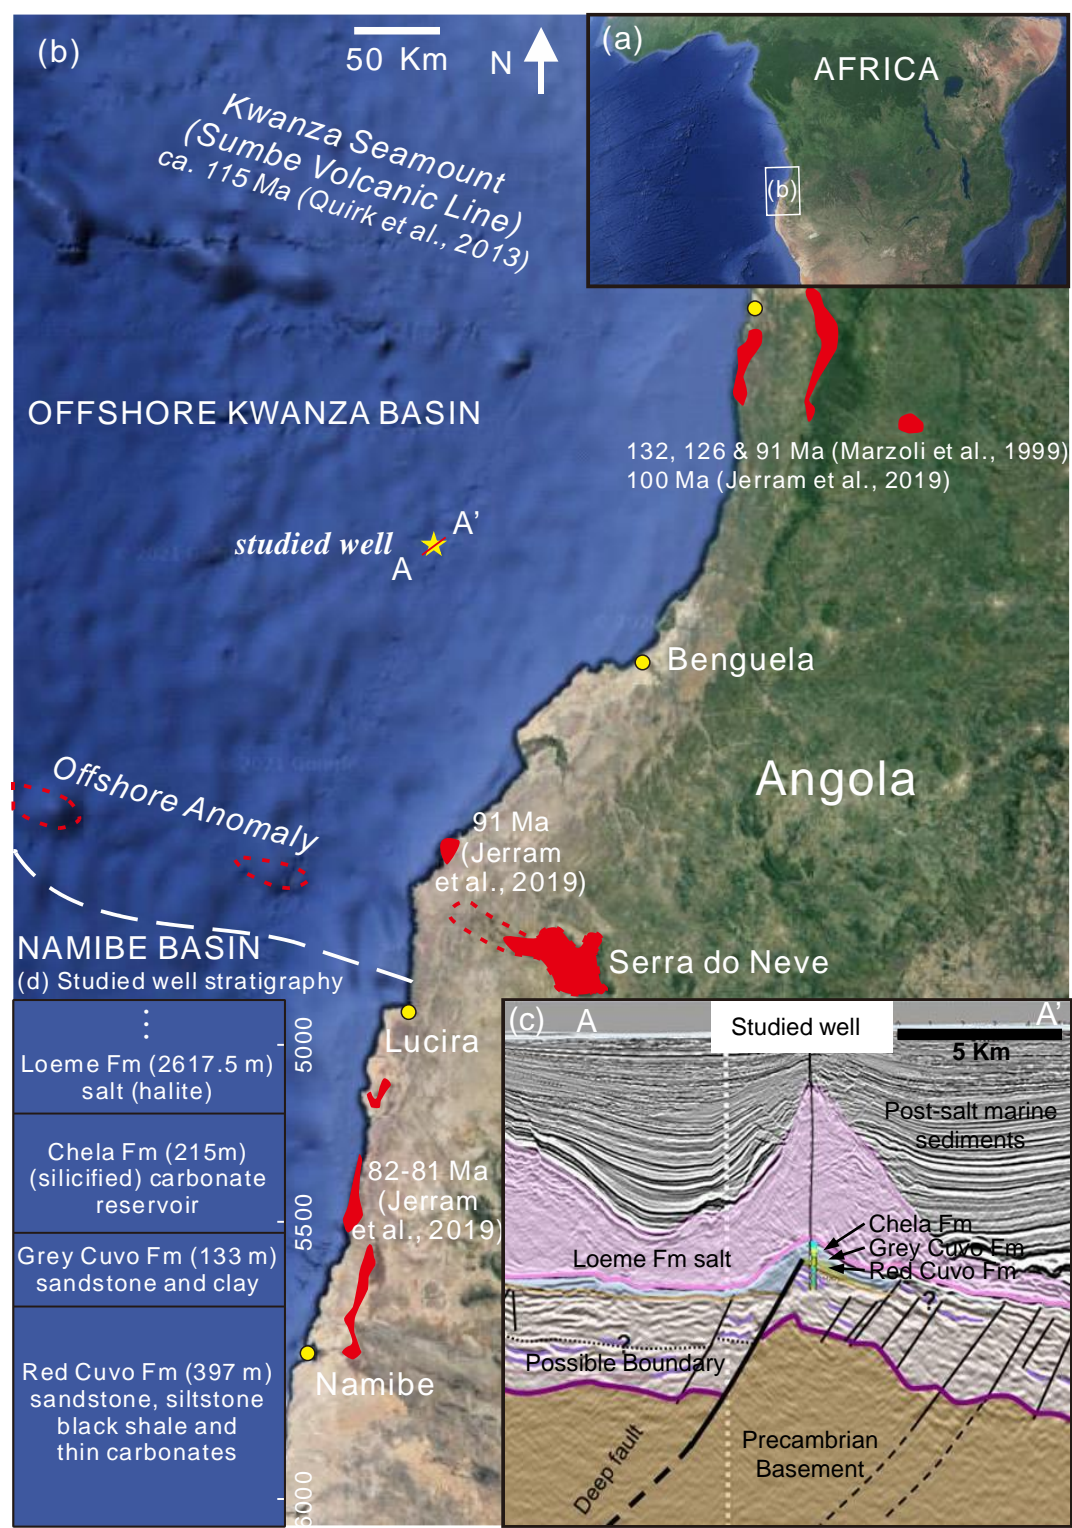 (b)
50 Km
N
(a)
AFRICA
(b)
Kwanza Seamount
(Sumbe Volcanic Line)
ca. 115 Ma (Quirk et al., 2013)
OFFSHORE KWANZA BASIN
132, 126 & 91 Ma (Marzoli et al., 1999)
100 Ma (Jerram et al., 2019)
studied well
A
A’
Benguela
Angola
Offshore Anomaly
91 Ma
(Jerram
et al., 2019)
NAMIBE BASIN
Serra do Neve
(d) Studied well stratigraphy
Lucira
Loeme Fm (2617.5 m)
salt (halite)
Chela Fm (215m)
(silicified) carbonate
reservoir
Grey Cuvo Fm (133 m)
sandstone and clay
Red Cuvo Fm (397 m)
sandstone, siltstone
black shale and
thin carbonates
5000
5500
6000
82-81 Ma
(Jerram
et al., 2019)
Namibe
(c)
A
Studied well
A’
5 Km
Post-salt marine
sediments
Chela Fm
Grey Cuvo Fm
Red Cuvo Fm
Loeme Fm salt
?
?
Possible Boundary
Deep fault
Precambrian
Basement